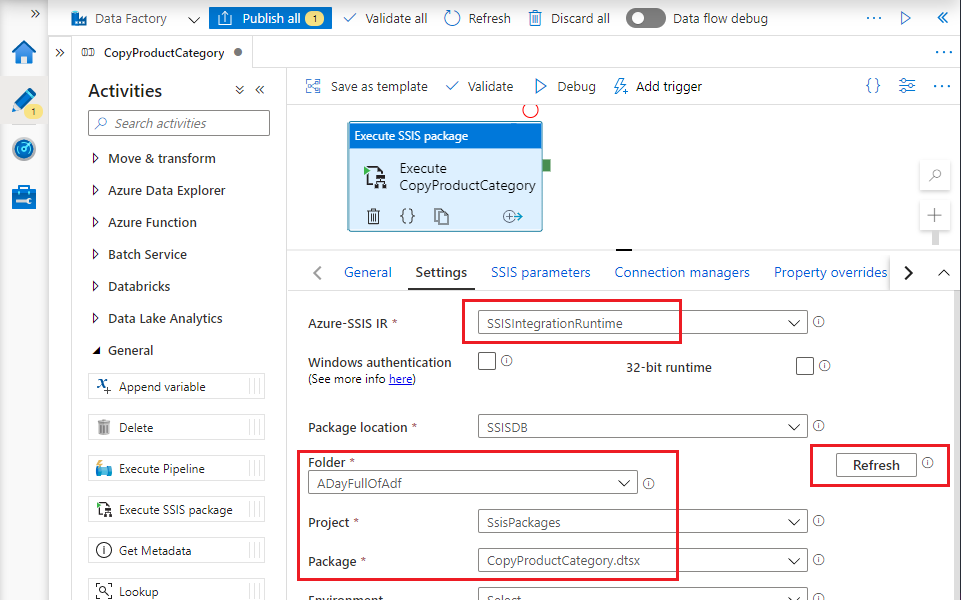 Data Factory
Publish all 1
Validate all
Refresh
Discard all
Data flow debug
1
CopyProductCategory
Activities
Search activities
Move & transform
Azure Data Explorer
Azure Function
Batch Service
Databricks
Data Lake Analytics
General
Append variable
Delete
Execute Pipeline
Execute SSIS package
Get Metadata
Lookup
Save as template
Validate
Debug
Add trigger
Execute SSIS package
Execute
CopyProductCategory
General
Settings
SSIS parameters
Connection managers
Property overrides
Azure-SSIS IR *
SSISIntegrationRuntime
Windows authentication
(See more info here)
32-bit runtime
Package location *
SSISDB
Folder *
ADayFullOfAdf
Refresh
Project *
SsisPackages
Package *
CopyProductCategory.dtsx
Environment
Select